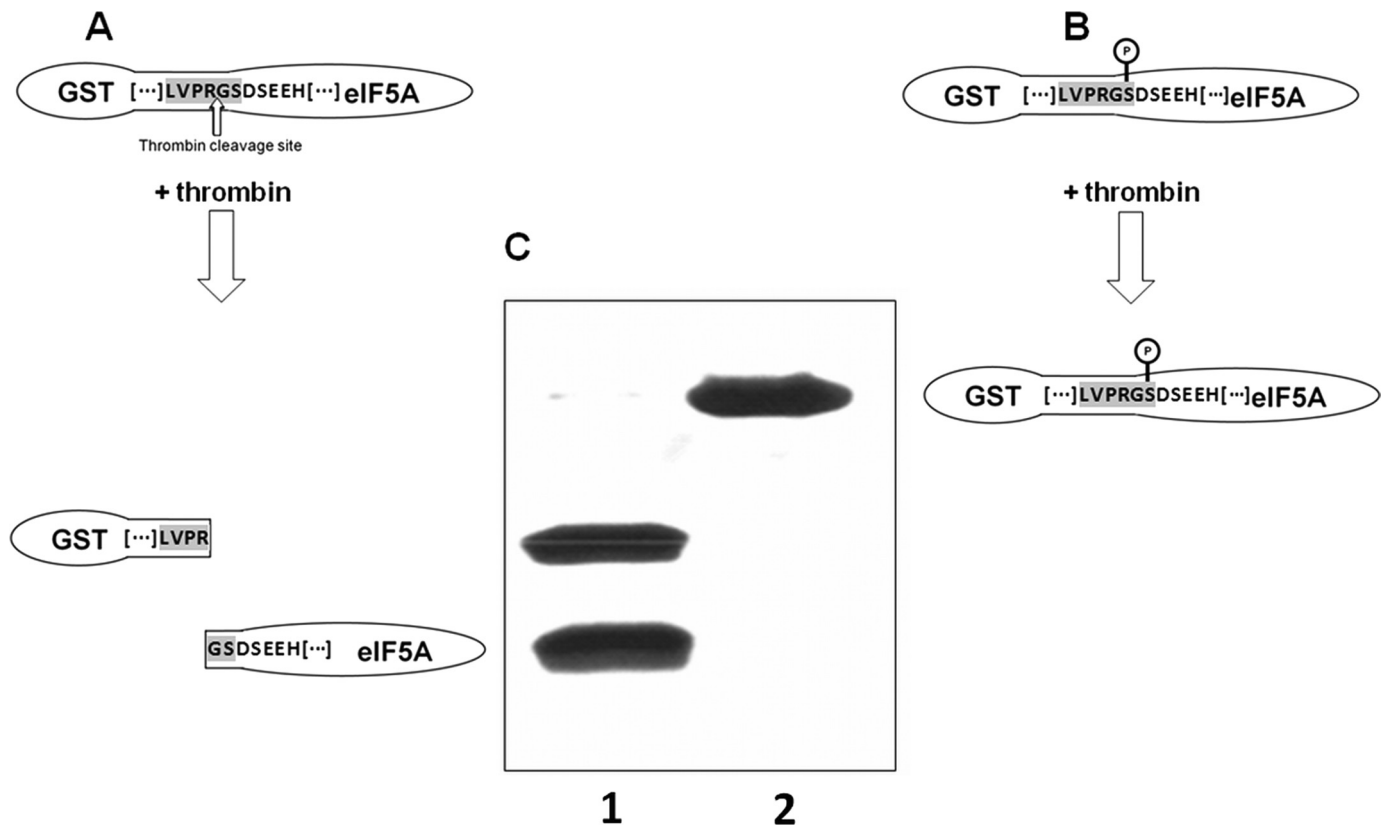 A
B
P
GST [···]LVPRGSDSEEH[···]eIF5A
GST [···]LVPRGSDSEEH[···]eIF5A
Thrombin cleavage site
+ thrombin
+ thrombin
C
P
GST [···]LVPRGSDSEEH[···]eIF5A
GST [···]LVPR
GSDSEEH[···] eIF5A
1 2